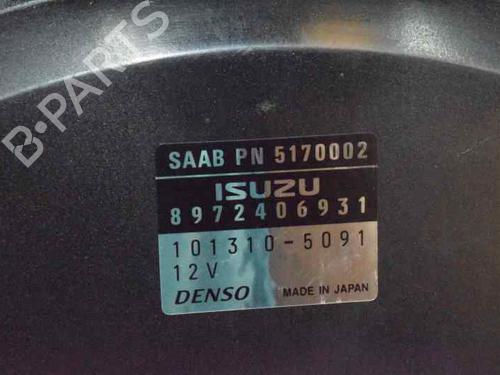 B-PARTS
SAAB PN 5170002
ISUZU
8972406931
101310-5091
12V
DENSO MADE IN JAPAN